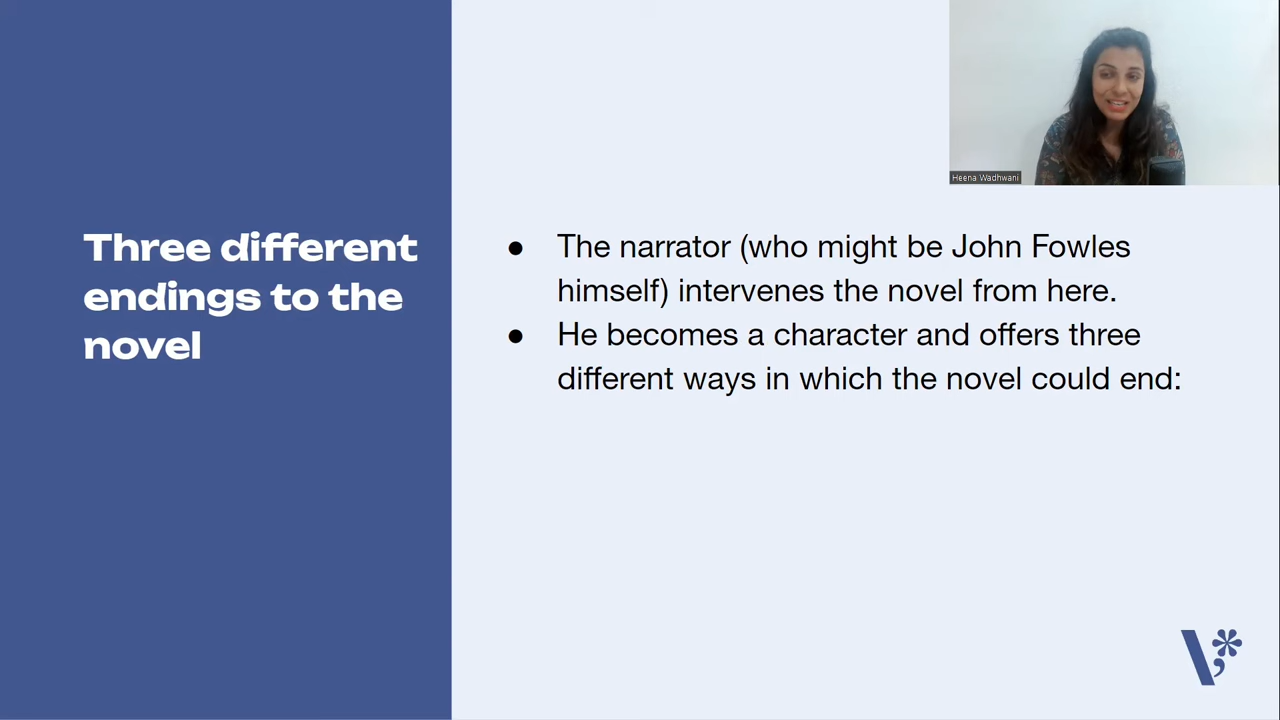 Heena Wadhwani
Three different
endings to the
novel
● The narrator (who might be John Fowles
himself) intervenes the novel from here.
● He becomes a character and offers three
different ways in which the novel could end: